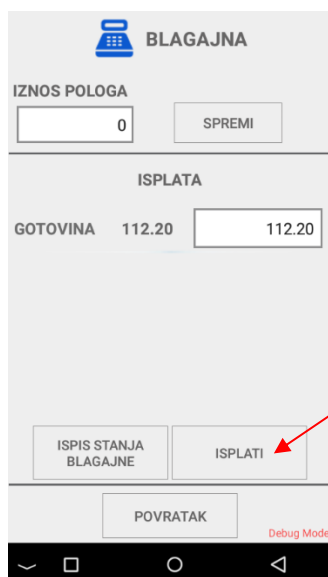 BLAGAJNA
IZNOS POLOGA
0
SPREMI
ISPLATA
GOTOVINA 112.20 112.20
ISPIS STANJA
BLAGAJNE
ISPLATI
POVRATAK
Debug Mode